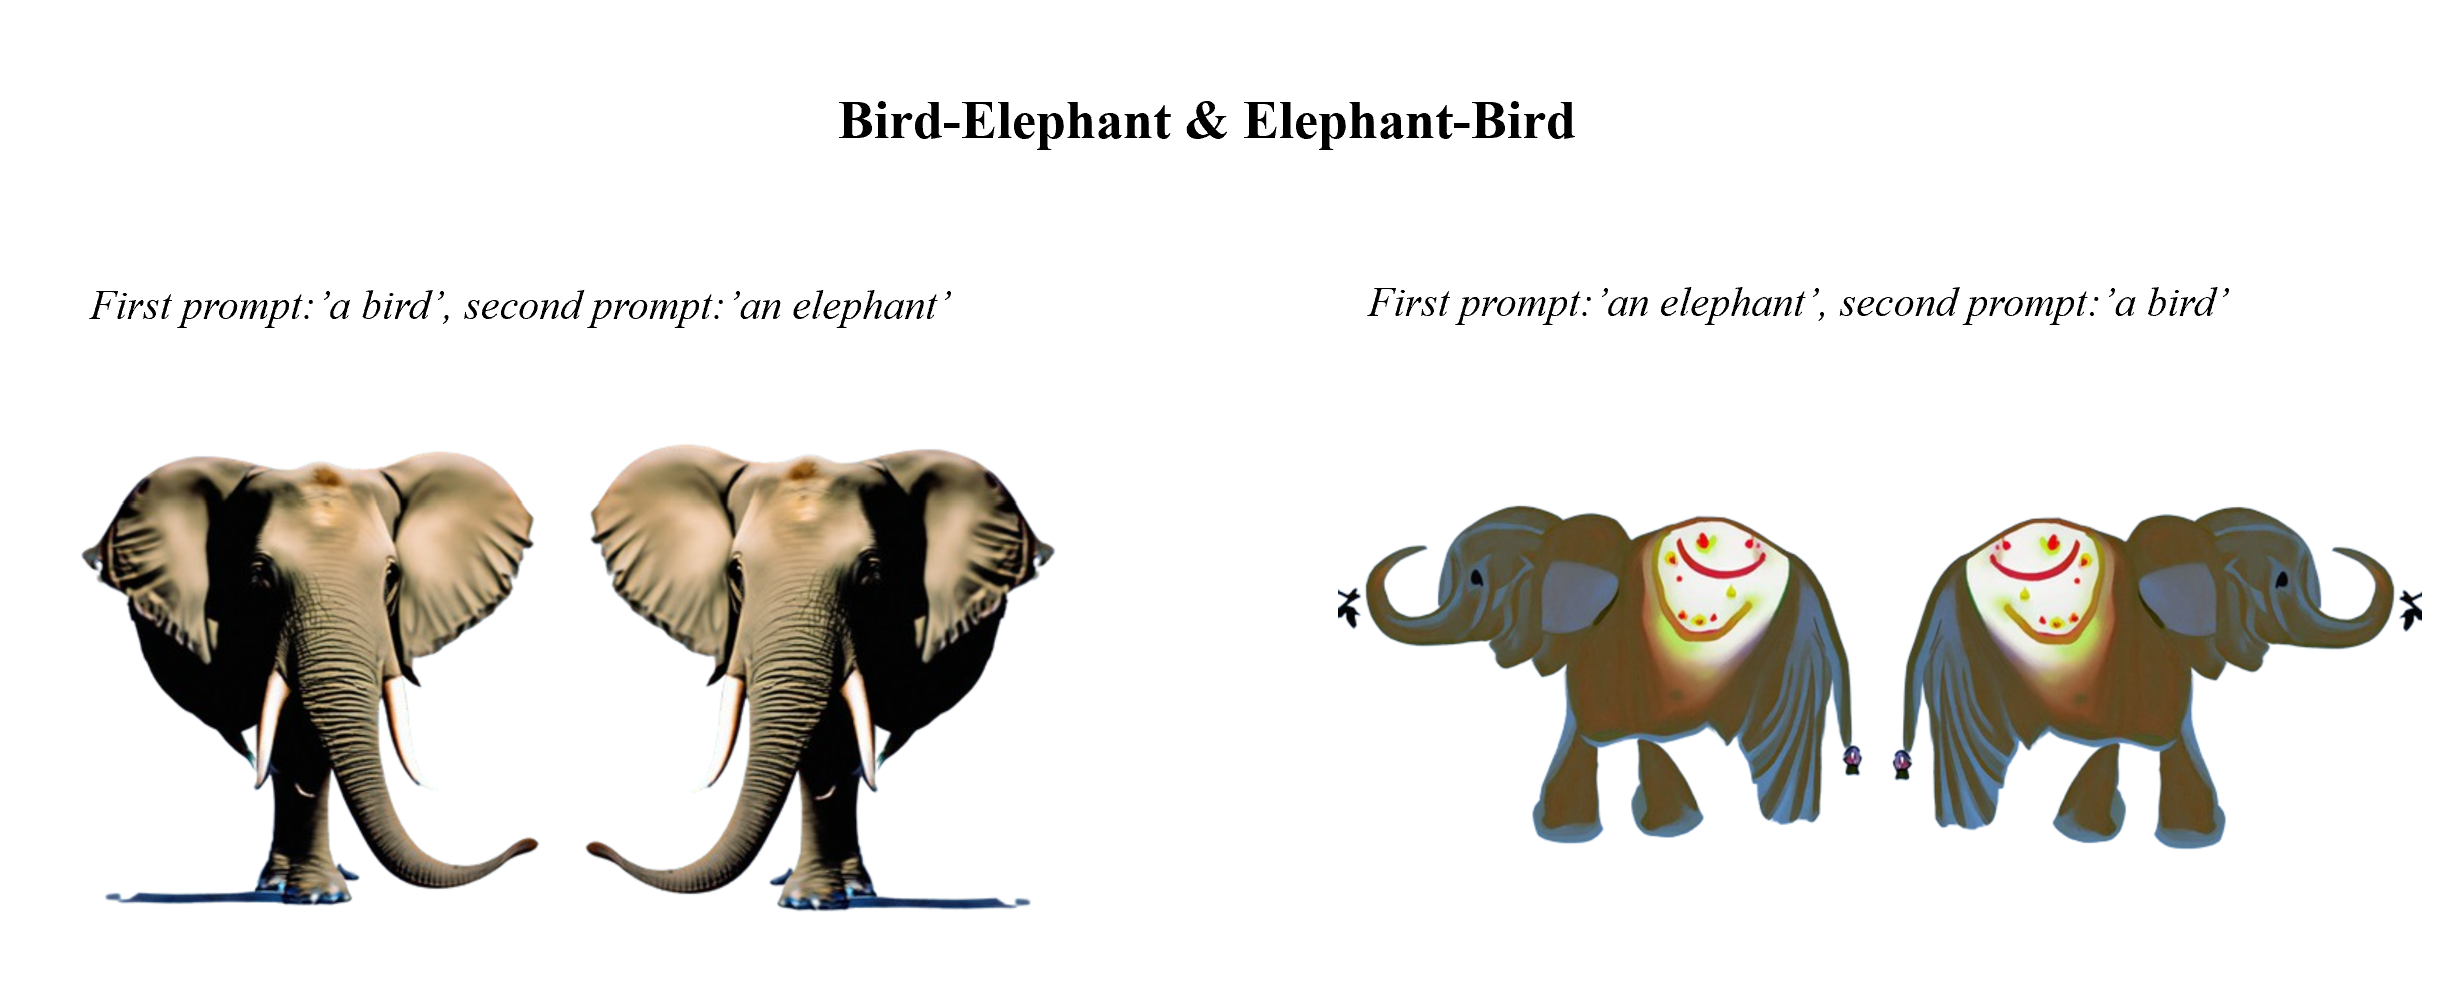 Bird-Elephant & Elephant-Bird
First prompt:’a bird’, second prompt:’an elephant’
First prompt:’an elephant’, second prompt:’a bird’